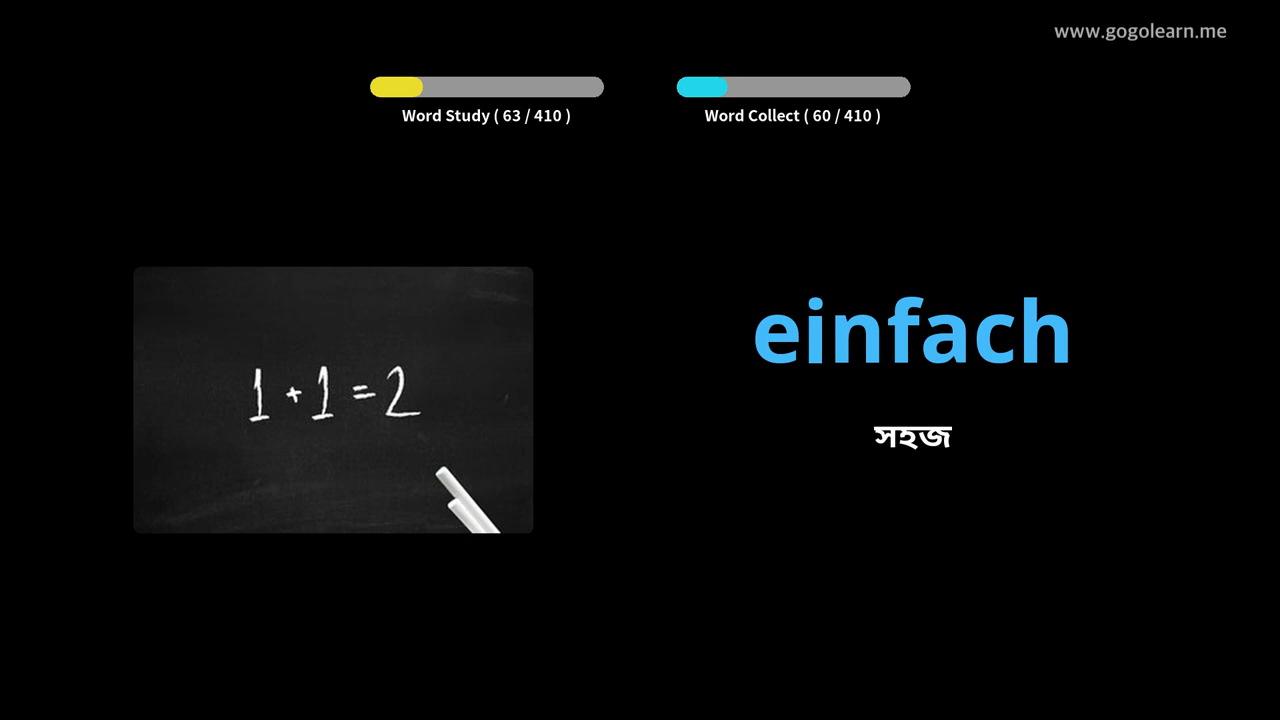 www.gogolearn.me
Word Study ( 63 / 410 )
Word Collect ( 60 / 410 )
1 + 1 = 2
einfach
সহজ